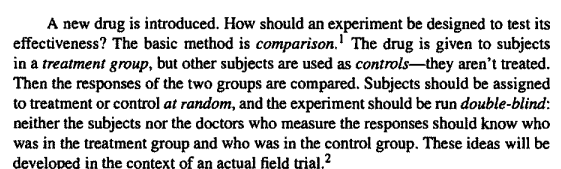 A new drug is introduced. How should an experiment be designed to test its
effectiveness? The basic method is comparison.¹ The drug is given to subjects
in a treatment group, but other subjects are used as controls—they aren't treated.
Then the responses of the two groups are compared. Subjects should be assigned
to treatment or control at random, and the experiment should be run double-blind:
neither the subjects nor the doctors who measure the responses should know who
was in the treatment group and who was in the control group. These ideas will be
developed in the context of an actual field trial.²